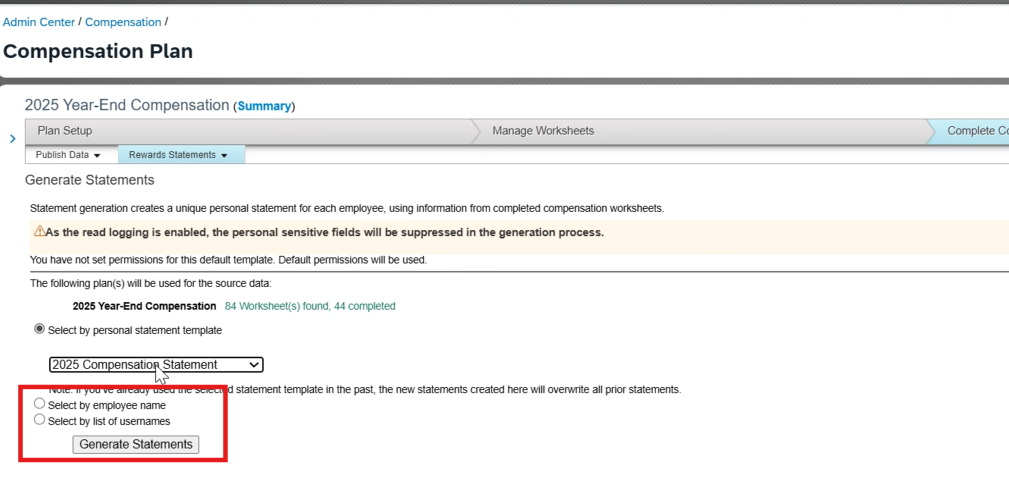 Admin Center / Compensation /
Compensation Plan
2025 Year-End Compensation (Summary)
Plan Setup
Manage Worksheets
Complete
Publish Data
Rewards Statements
Generate Statements
Statement generation creates a unique personal statement for each employee, using information from completed compensation worksheets.
As the read logging is enabled, the personal sensitive fields will be suppressed in the generation process.
You have not set permissions for this default template. Default permissions will be used.
The following plan(s) will be used for the source data:
2025 Year-End Compensation 84 Worksheet(s) found, 44 completed
Select by personal statement template
2025 Compensation Statement
Note: If you've already used the selected statement template in the past, the new statements created here will overwrite all prior statements.
Select by employee name
Select by list of usernames
Generate Statements